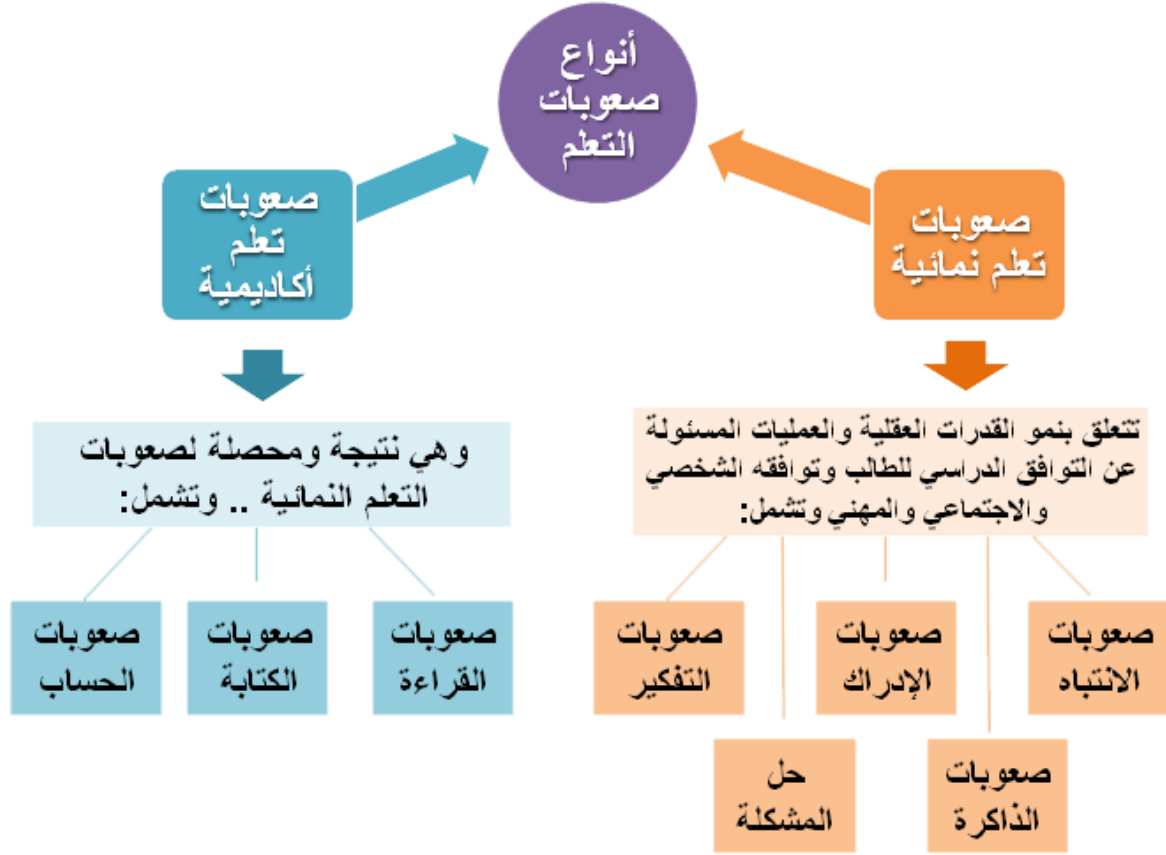 أنواع
صعوبات
التعلم
صعوبات
تعلم نمائية
تتعلق بنمو القدرات العقلية والعمليات المسئولة
عن التوافق الدراسي للطالب وتوافقه الشخصي
والاجتماعي والمهني وتشمل:
صعوبات
الانتباه
صعوبات
الذاكرة
صعوبات
الإدراك
حل
المشكلة
صعوبات
التفكير
صعوبات
تعلم
أكاديمية
وهي نتيجة ومحصلة لصعوبات
التعلم النمائية .. وتشمل:
صعوبات
القراءة
صعوبات
الكتابة
صعوبات
الحساب